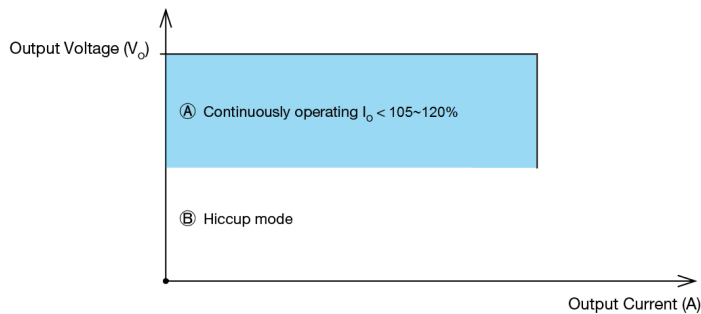 Output Voltage (Vo)
Ⓐ Continuously operating Io < 105~120%
Ⓑ Hiccup mode
Output Current (A)